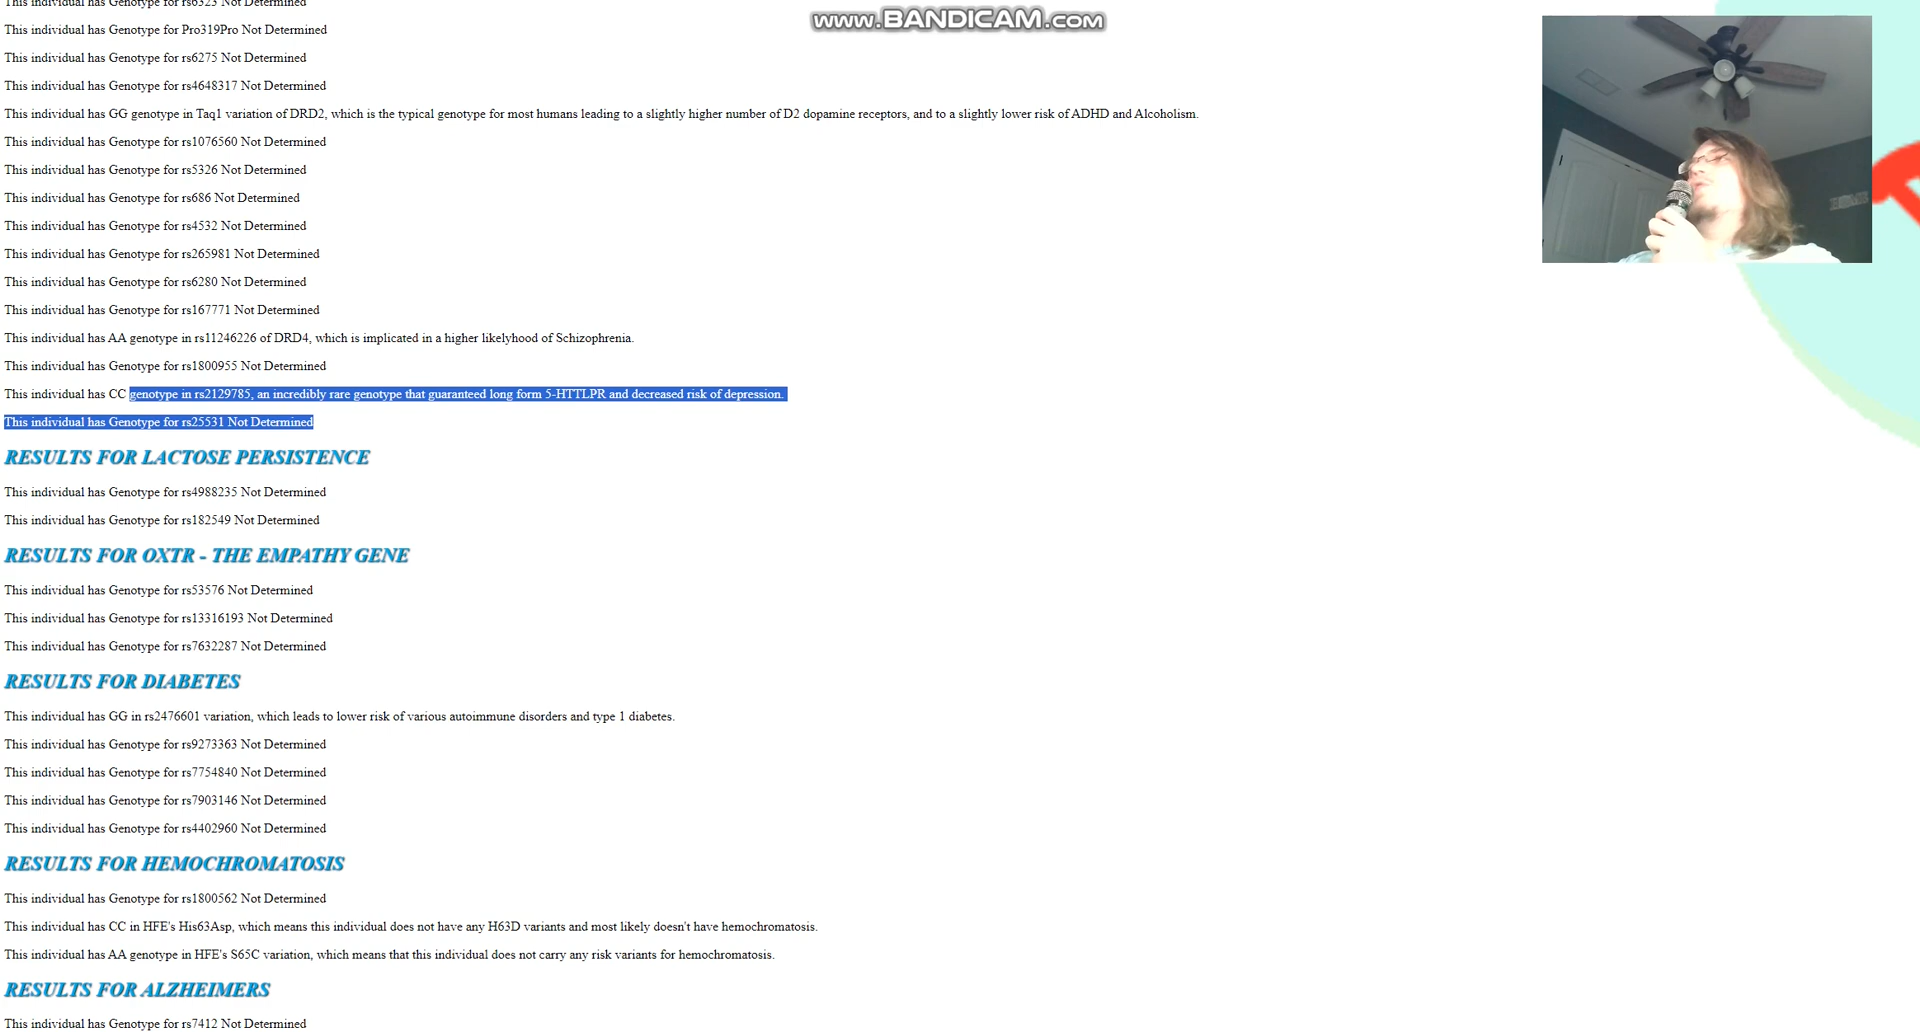 This individual has Genotype for rs6323 Not Determined
www.BANDICAM.com
This individual has Genotype for Pro319Pro Not Determined
This individual has Genotype for rs6275 Not Determined
This individual has Genotype for rs4648317 Not Determined
This individual has GG genotype in Taq1 variation of DRD2, which is the typical genotype for most humans leading to a slightly higher number of D2 dopamine receptors, and to a slightly lower risk of ADHD and Alcoholism.
This individual has Genotype for rs1076560 Not Determined
This individual has Genotype for rs5326 Not Determined
This individual has Genotype for rs686 Not Determined
This individual has Genotype for rs4532 Not Determined
This individual has Genotype for rs265981 Not Determined
This individual has Genotype for rs6280 Not Determined
This individual has Genotype for rs167771 Not Determined
This individual has AA genotype in rs11246226 of DRD4, which is implicated in a higher likelyhood of Schizophrenia.
This individual has Genotype for rs1800955 Not Determined
This individual has CC genotype in rs2129785, an incredibly rare genotype that guaranteed long form 5-HTTLPR and decreased risk of depression.
This individual has Genotype for rs25531 Not Determined
RESULTS FOR LACTOSE PERSISTENCE
This individual has Genotype for rs4988235 Not Determined
This individual has Genotype for rs182549 Not Determined
RESULTS FOR OXTR - THE EMPATHY GENE
This individual has Genotype for rs53576 Not Determined
This individual has Genotype for rs13316193 Not Determined
This individual has Genotype for rs7632287 Not Determined
RESULTS FOR DIABETES
This individual has GG in rs2476601 variation, which leads to lower risk of various autoimmune disorders and type 1 diabetes.
This individual has Genotype for rs9273363 Not Determined
This individual has Genotype for rs7754840 Not Determined
This individual has Genotype for rs7903146 Not Determined
This individual has Genotype for rs4402960 Not Determined
RESULTS FOR HEMOCHROMATOSIS
This individual has Genotype for rs1800562 Not Determined
This individual has CC in HFE's His63Asp, which means this individual does not have any H63D variants and most likely doesn't have hemochromatosis.
This individual has AA genotype in HFE's S65C variation, which means that this individual does not carry any risk variants for hemochromatosis.
RESULTS FOR ALZHEIMERS
This individual has Genotype for rs7412 Not Determined